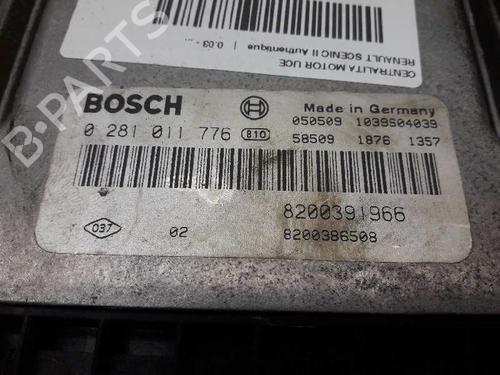 CENTRALITA MOTOR UCE
RENAULT SCENIC II Authentique | 0.03 - ...
BOSCH
Made in Germany
0 281 011 776 B10
050509 1039S04039
58509 1876 1357
8200391966
037 02 8200386508
B-PARTS